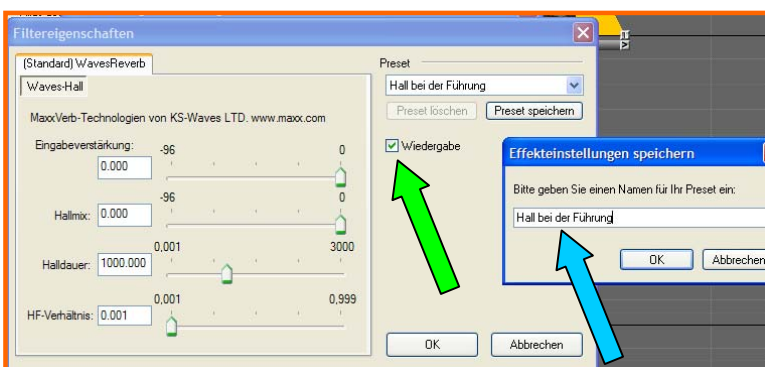 Filtereigenschaften
(Standard) WavesReverb
Waves-Hall
MaxxVerb-Technologien von KS-Waves LTD. www.maxx.com
Eingabeverstärkung: 0.000 -96 0
Hallmix: 0.000 -96 0
Halldauer: 1000.000 0,001 3000
HF-Verhältnis: 0.001 0,001 0,999
Preset
Hall bei der Führung
Preset löschen Preset speichern
Wiedergabe
OK Abbrechen
Effekteinstellungen speichern
Bitte geben Sie einen Namen für Ihr Preset ein:
Hall bei der Führung
OK Abbrechen